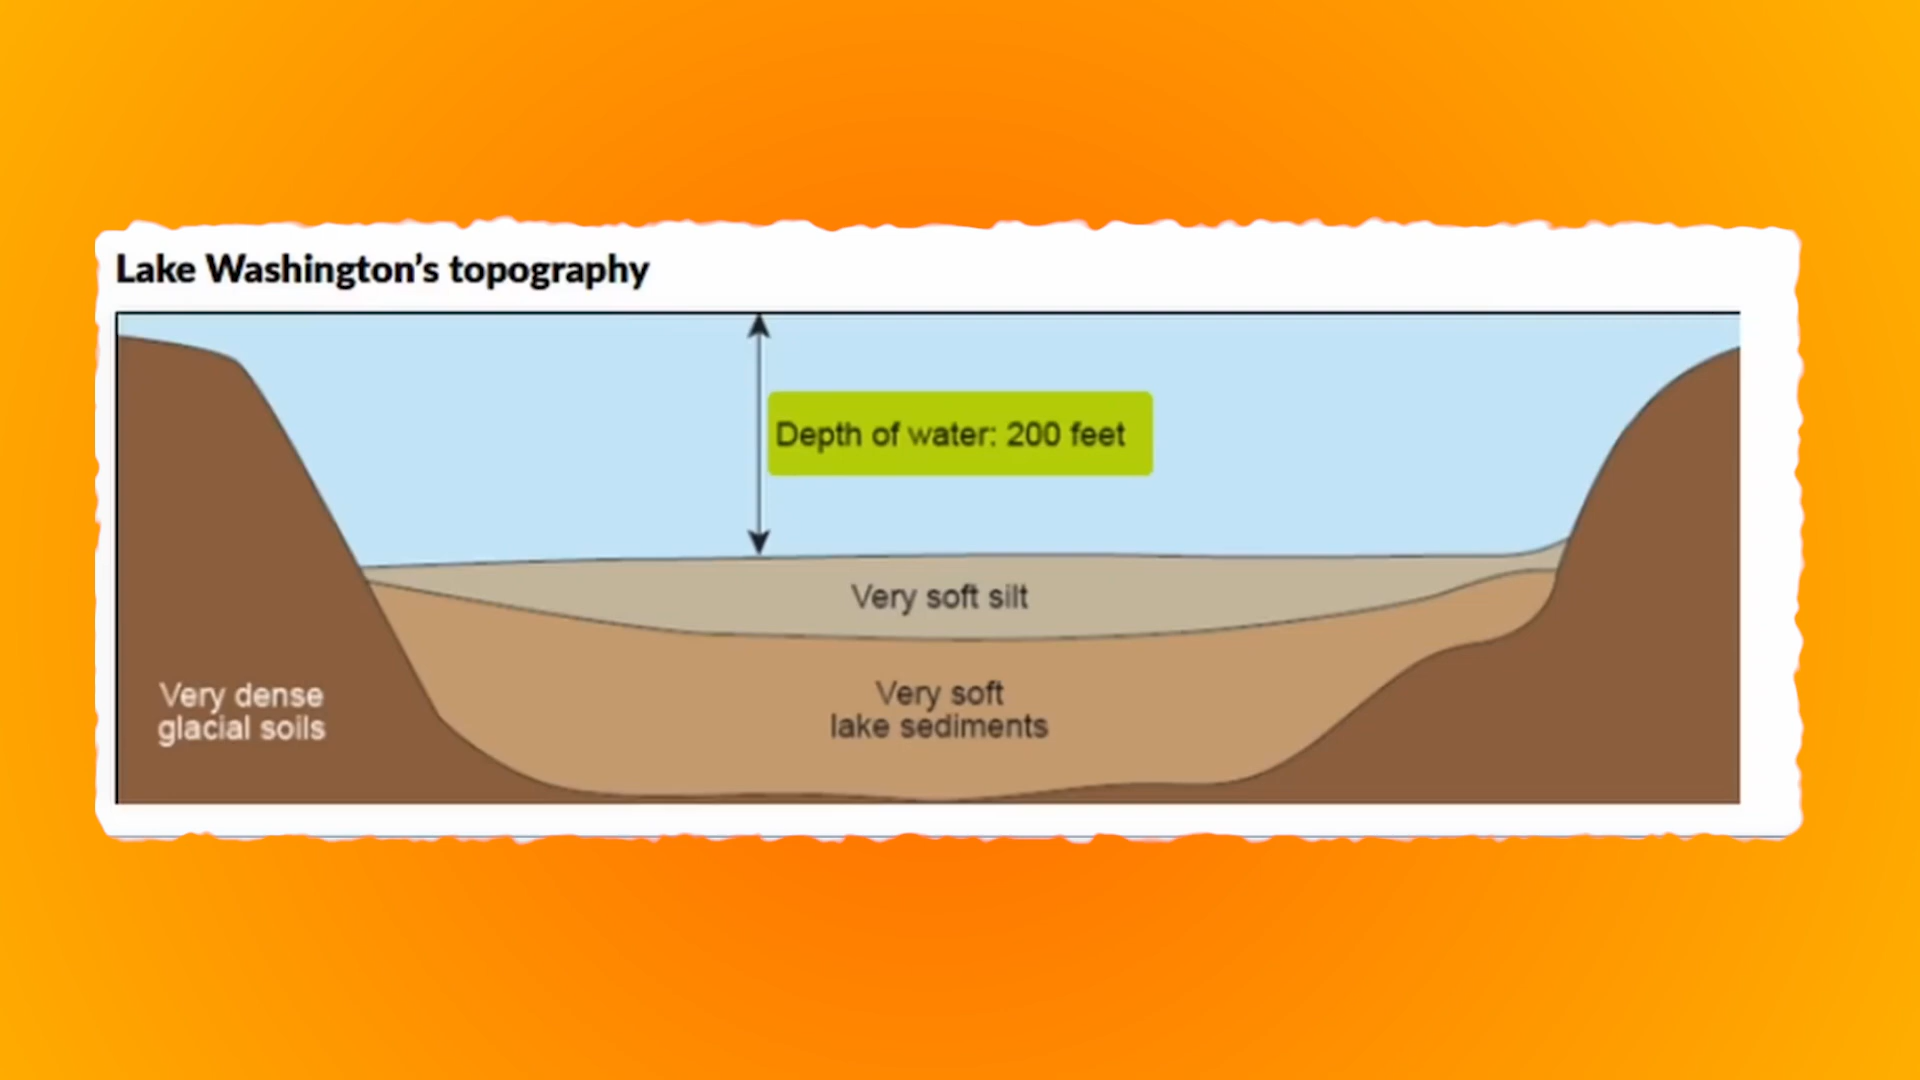 Lake Washington’s topography
Depth of water: 200 feet
Very soft silt
Very dense
glacial soils
Very soft
lake sediments